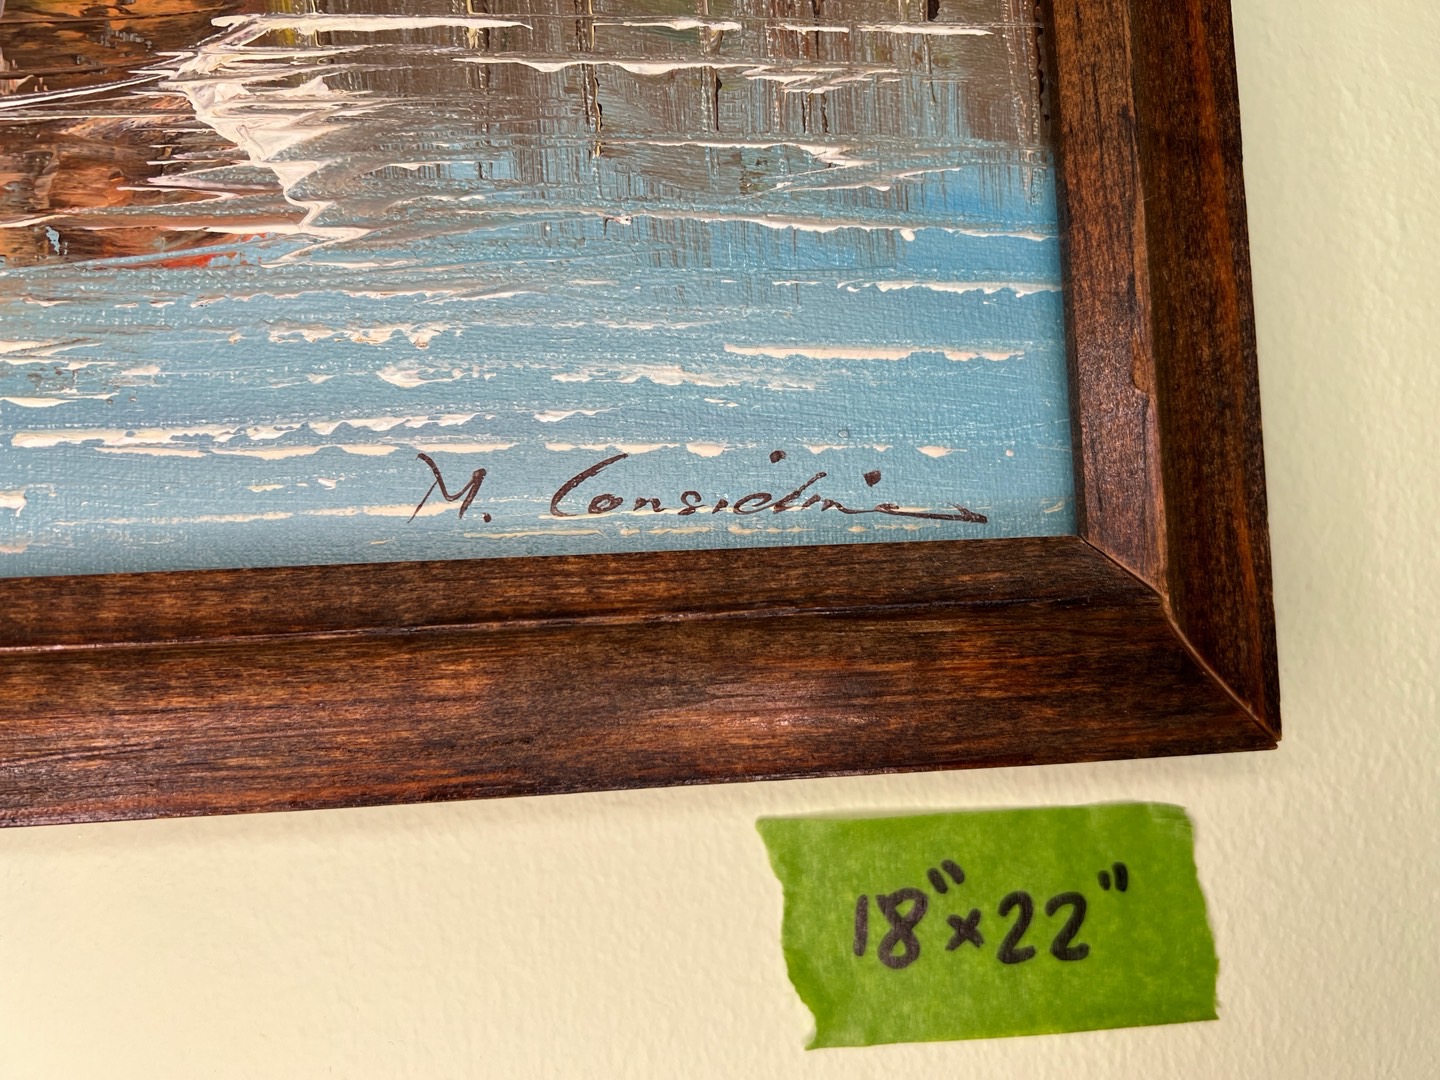 M. Considine
18" x 22"